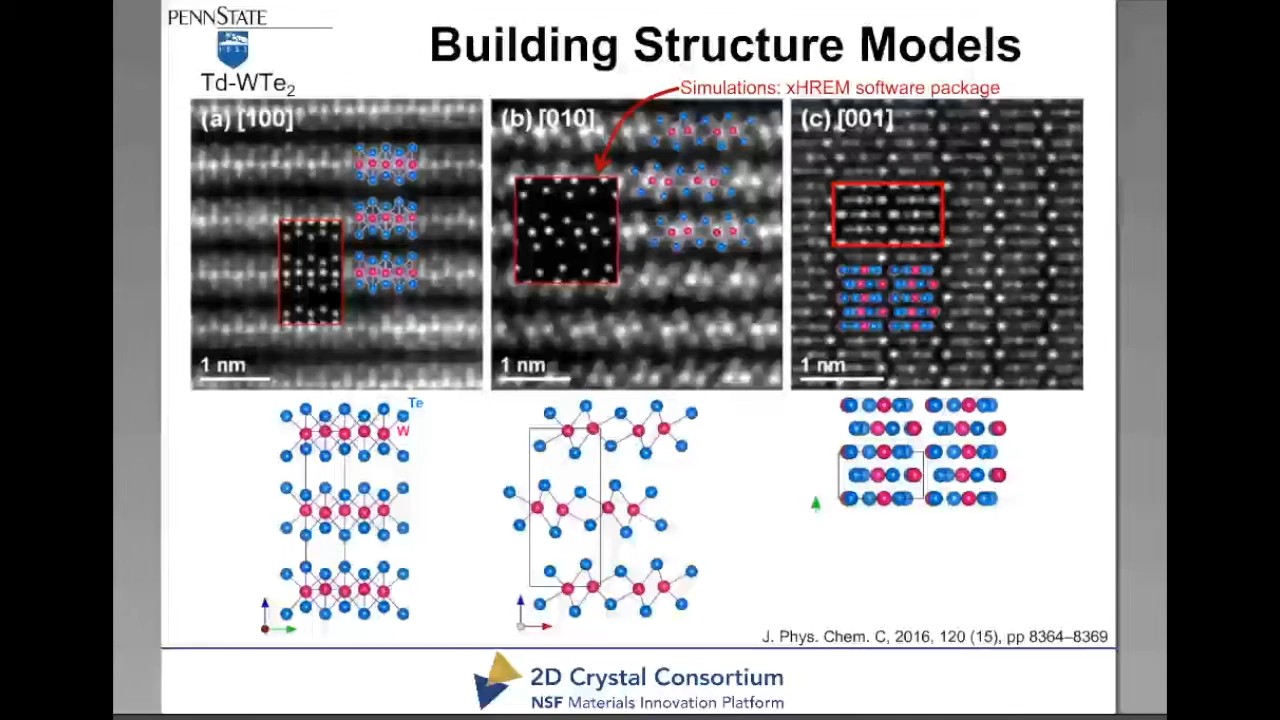 PENNSTATE
1855
Building Structure Models
Td-WTe₂
Simulations: xHREM software package
(a) [100]
(b) [010]
(c) [001]
1 nm
1 nm
1 nm
Te
W
J. Phys. Chem. C, 2016, 120 (15), pp 8364–8369
2D Crystal Consortium
NSF Materials Innovation Platform